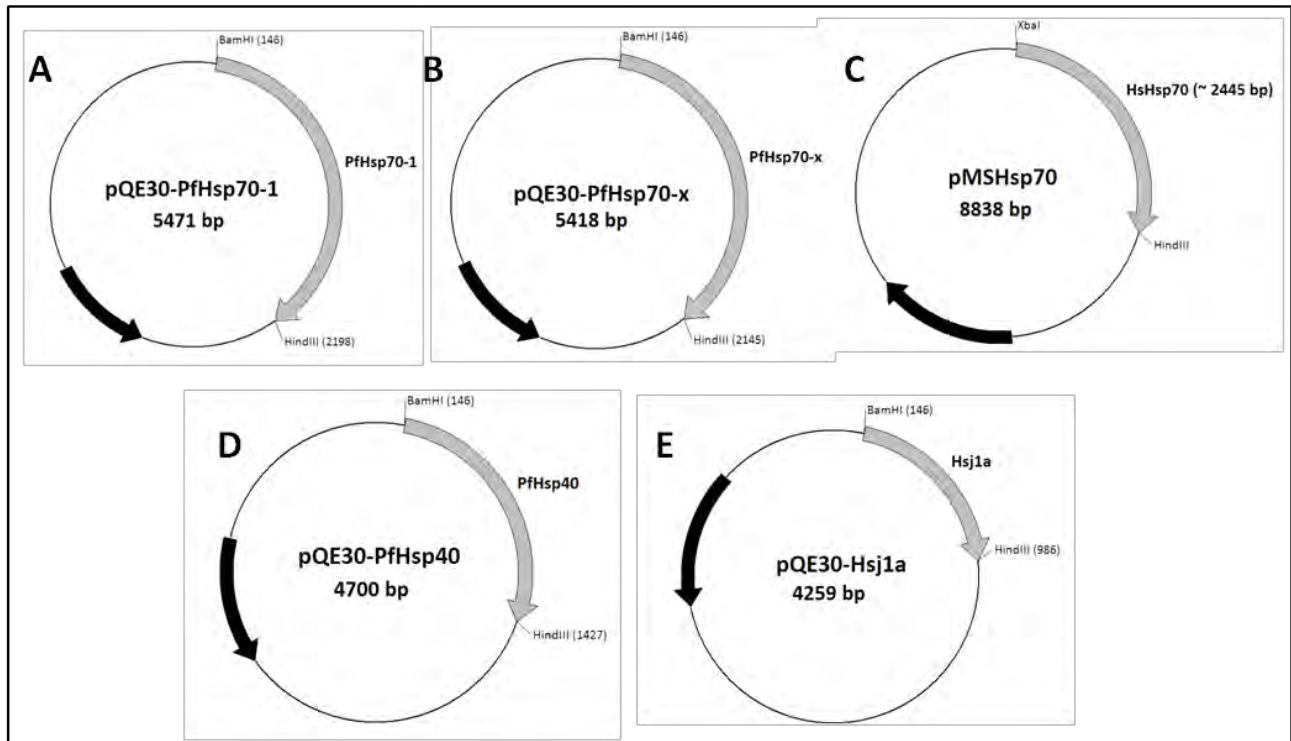 A
BamHI (146)
PfHsp70-1
pQE30-PfHsp70-1
5471 bp
HindIII (2198)
B
BamHI (146)
PfHsp70-x
pQE30-PfHsp70-x
5418 bp
HindIII (2145)
C
XbaI
HsHsp70 (~ 2445 bp)
pMSHsp70
8838 bp
HindIII
D
BamHI (146)
PfHsp40
pQE30-PfHsp40
4700 bp
HindIII (1427)
E
BamHI (146)
Hsj1a
HindIII (986)
pQE30-Hsj1a
4259 bp